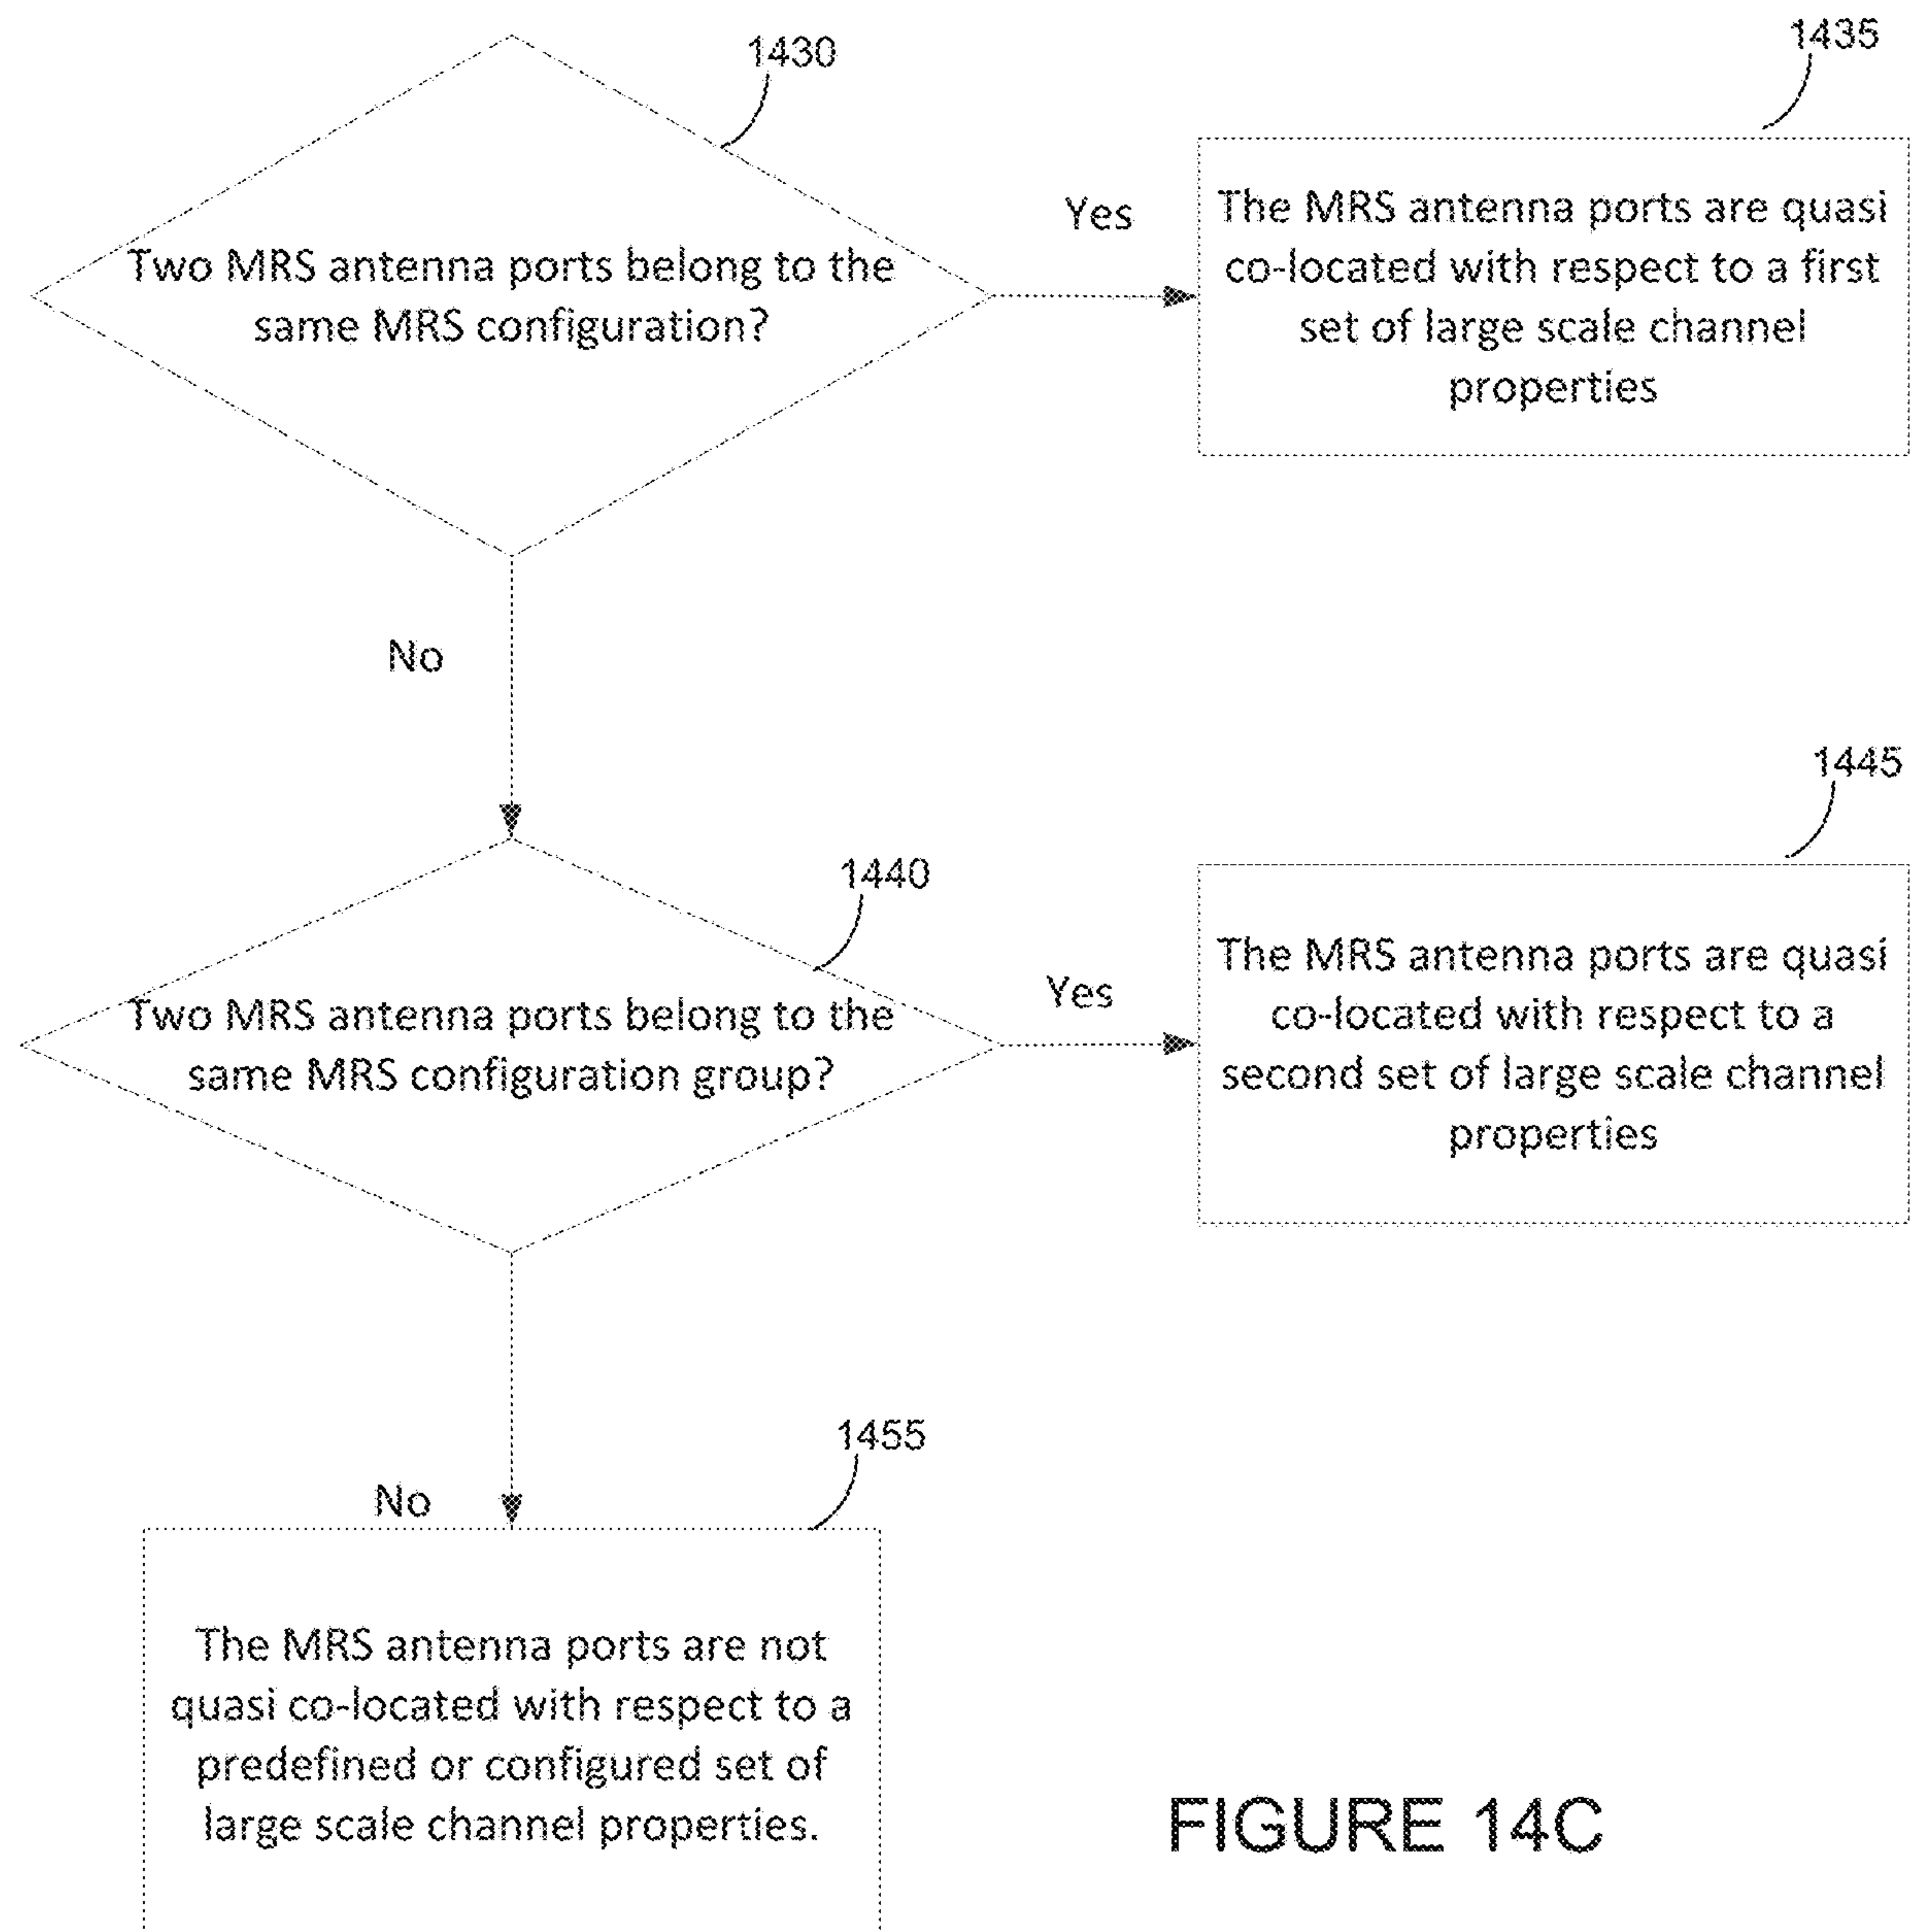 1430
1435
Two MRS antenna ports belong to the
same MRS configuration?
Yes
The MRS antenna ports are quasi
co-located with respect to a first
set of large scale channel
properties
No
1445
1440
Two MRS antenna ports belong to the
same MRS configuration group?
Yes
The MRS antenna ports are quasi
co-located with respect to a
second set of large scale channel
properties
1455
No
The MRS antenna ports are not
quasi co-located with respect to a
predefined or configured set of
large scale channel properties.
FIGURE 14C